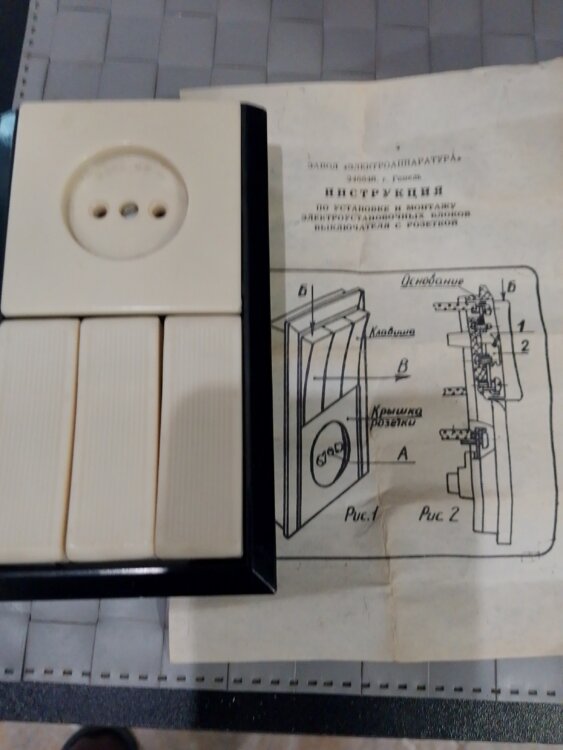 ЗАВОД «ЭЛЕКТРОАППАРАТУРА»
г. Гомель
ИНСТРУКЦИЯ
ПО УСТАНОВКЕ И МОНТАЖУ
ЭЛЕКТРОУСТАНОВОЧНЫХ БЛОКОВ
ВЫКЛЮЧАТЕЛЯ С РОЗЕТКОЙ
Основание
Б
Б
1
2
Клавиша
В
Крышка
розетки
А
Рис.1
Рис. 2